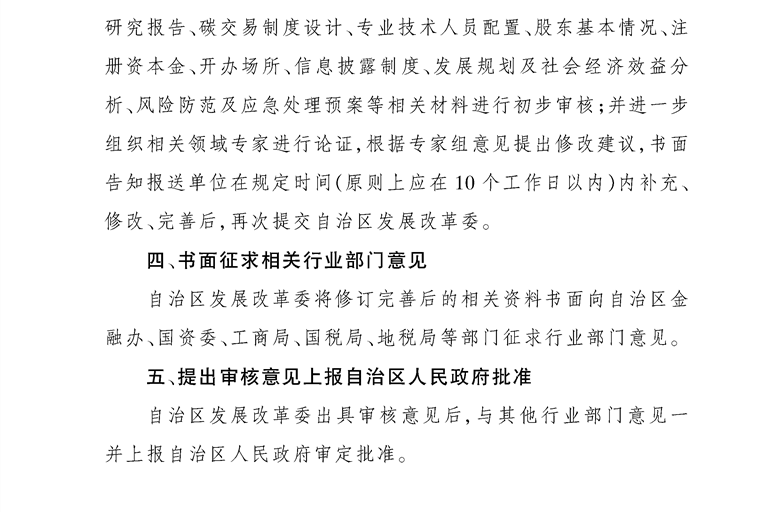 研究报告、碳交易制度设计、专业技术人员配置、股东基本情况、注
册资本金、开办场所、信息披露制度、发展规划及社会经济效益分
析、风险防范及应急处理预案等相关材料进行初步审核;并进一步
组织相关领域专家进行论证,根据专家组意见提出修改建议,书面
告知报送单位在规定时间(原则上应在10个工作日以内)内补充、
修改、完善后,再次提交自治区发展改革委。
四、书面征求相关行业部门意见
自治区发展改革委将修订完善后的相关资料书面向自治区金
融办、国资委、工商局、国税局、地税局等部门征求行业部门意见。
五、提出审核意见上报自治区人民政府批准
自治区发展改革委出具审核意见后,与其他行业部门意见一
并上报自治区人民政府审定批准。